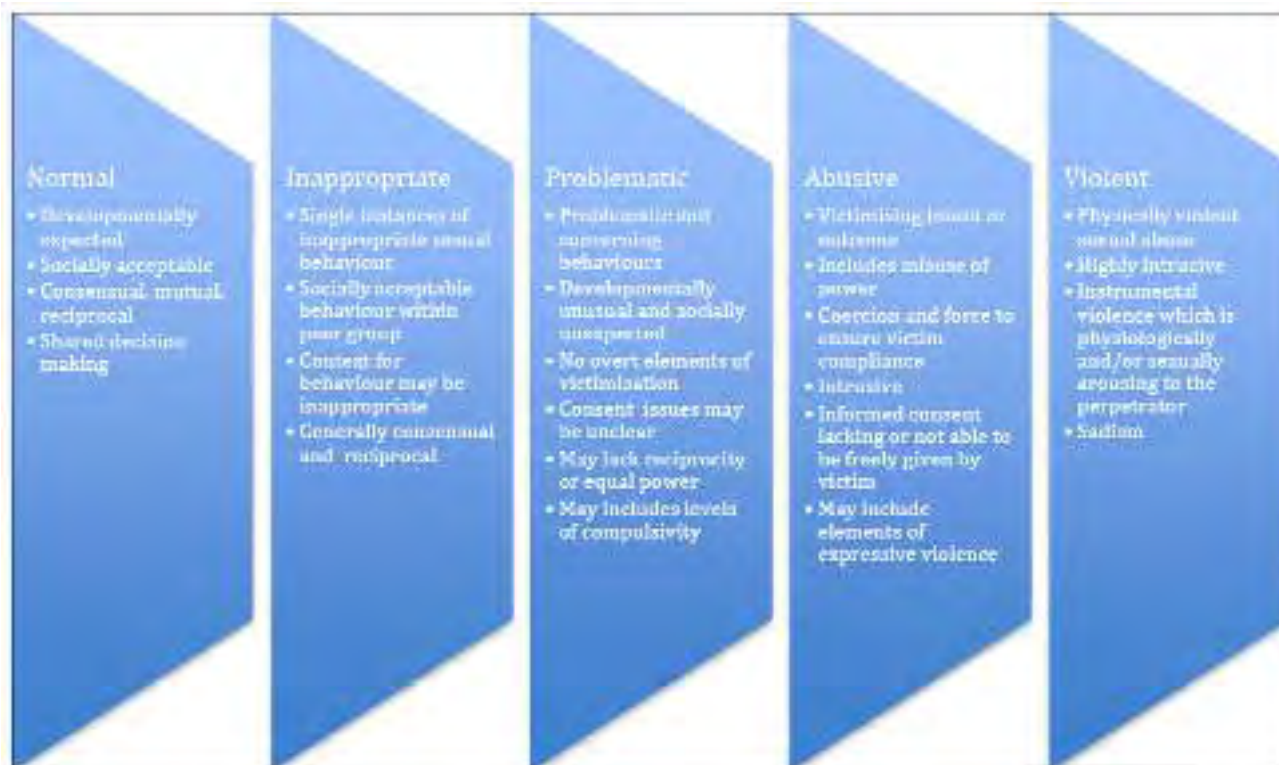 Normal
• Developmentally
expected
• Socially acceptable
• Consensual, mutual,
reciprocal
• Shared decision
making
Inappropriate
• Single instances of
inappropriate sexual
behaviour
• Socially acceptable
behaviour within
peer group
• Context for
behaviour may be
inappropriate
• Generally consensual
and reciprocal
Problematic
• Problematic and
concerning
behaviours
• Developmentally
unusual and socially
unexpected
• No overt elements of
victimisation
• Consent issues may
be unclear
• May lack reciprocity
or equal power
• May includes levels
of compulsivity
Abusive
• Victimising intent or
outcome
• Includes misuse of
power
• Coercion and force to
ensure victim
compliance
• Intrusive
• Informed consent
lacking or not able to
be freely given by
victim
• May include
elements of
expressive violence
Violent
• Physically violent
sexual abuse
• Highly intrusive
• Instrumental
violence which is
physiologically
and/or sexually
arousing to the
perpetrator
• Sadism